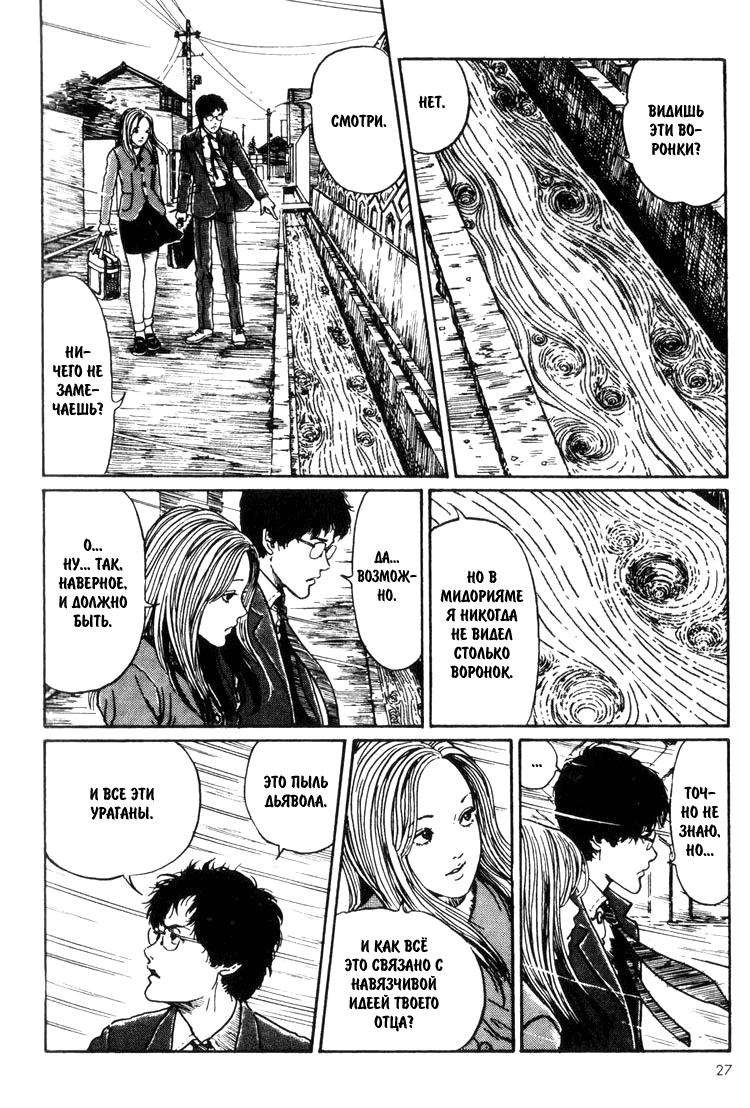 СМОТРИ.
НИ-
ЧЕГО НЕ
ЗАМЕ-
ЧАЕШЬ?
НЕТ.
ВИДИШЬ
ЭТИ ВО-
РОНКИ?
О...
НУ... ТАК,
НАВЕРНОЕ,
И ДОЛЖНО
БЫТЬ.
ДА...
ВОЗМОЖ-
НО.
НО В
МИДОРИЯМЕ
Я НИКОГДА
НЕ ВИДЕЛ
СТОЛЬКО
ВОРОНОК.
И ВСЕ ЭТИ
УРАГАНЫ.
ЭТО ПЫЛЬ
ДЬЯВОЛА.
И КАК ВСЁ
ЭТО СВЯЗАНО С
НАВЯЗЧИВОЙ
ИДЕЕЙ ТВОЕГО
ОТЦА?
...
ТОЧ-
НО НЕ
ЗНАЮ,
НО...
27